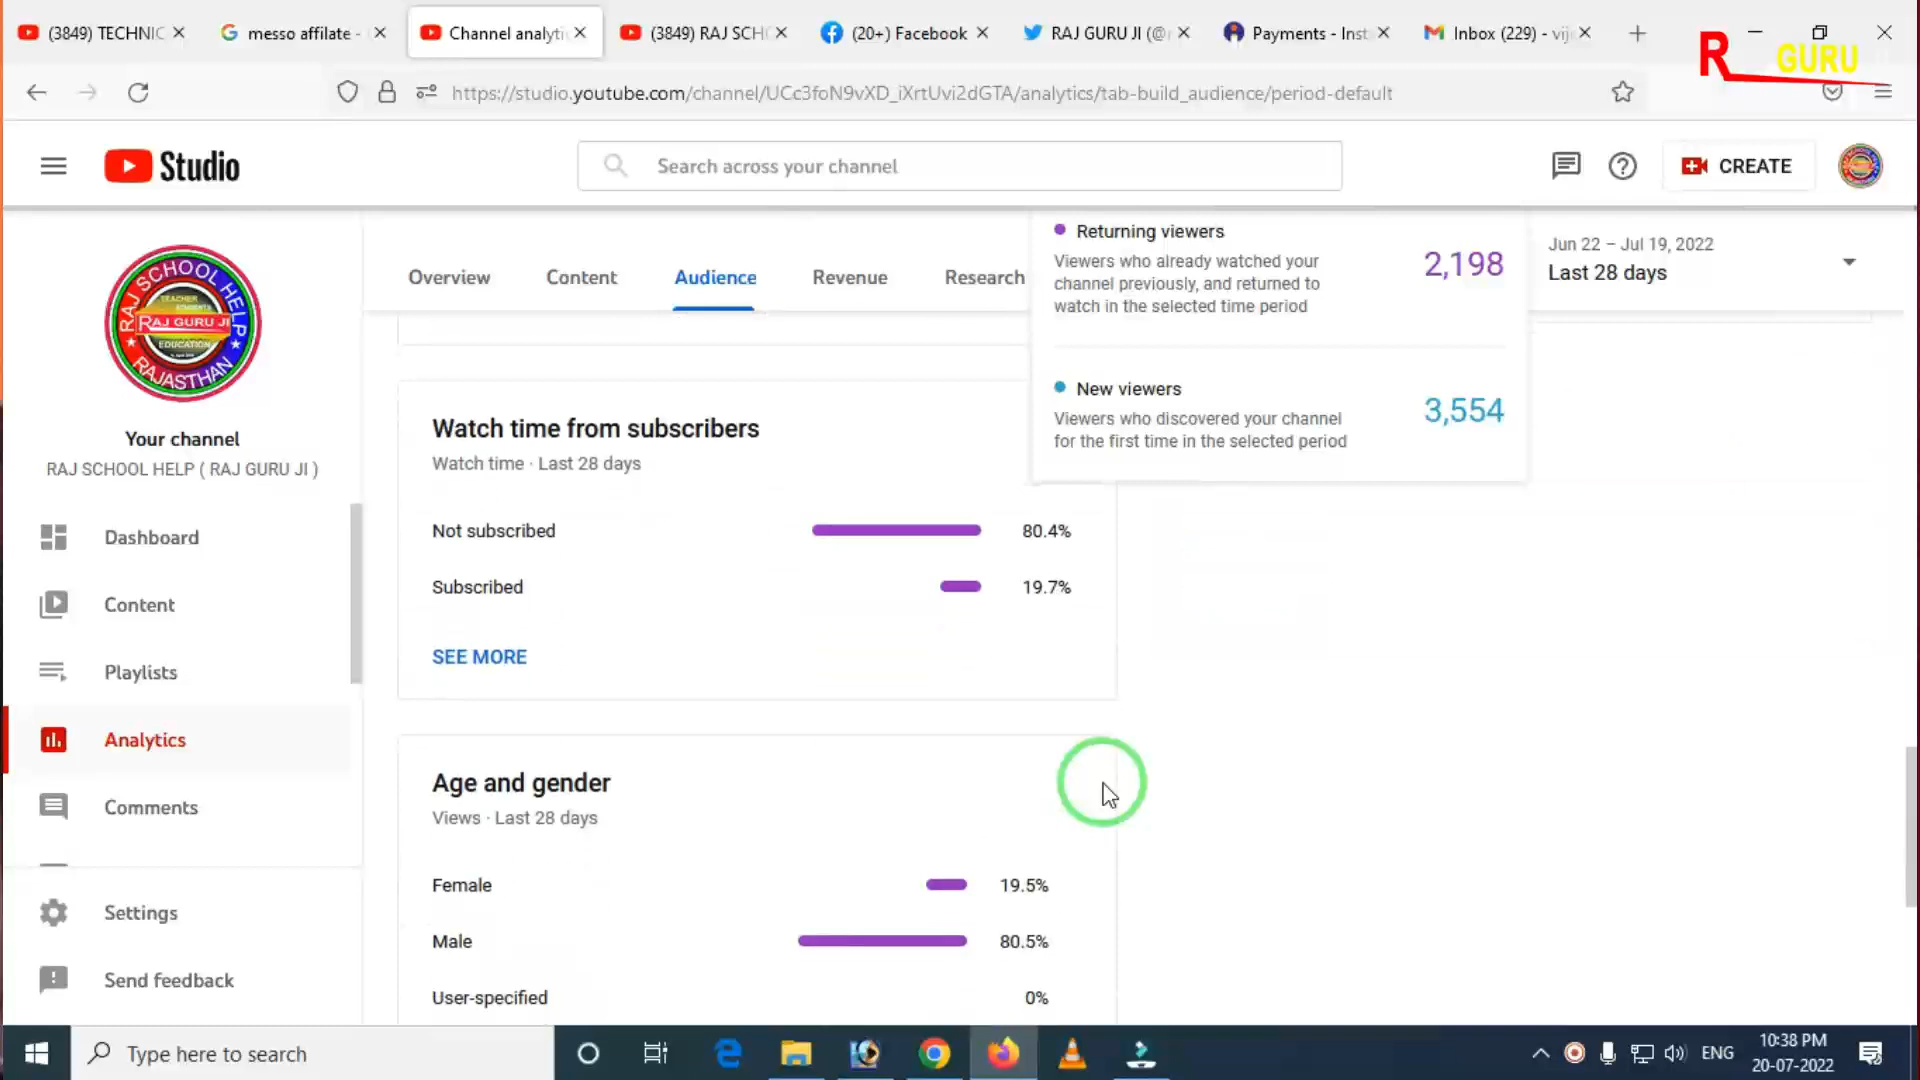 (3849) TECHNIC
messo affilate -
Channel analyti
(3849) RAJ SCH
(20+) Facebook
RAJ GURU JI (@
Payments - Inst
Inbox (229) - vij
R GURU
https://studio.youtube.com/channel/UCc3foN9vXD_iXrtUvi2dGTA/analytics/tab-build_audience/period-default
Studio
Search across your channel
CREATE
RAJ SCHOOL HELP
TEACHER
RAJ GURU JI
EDUCATION
RAJASTHAN
Your channel
RAJ SCHOOL HELP ( RAJ GURU JI )
Dashboard
Content
Playlists
Analytics
Comments
Settings
Send feedback
Overview
Content
Audience
Revenue
Research
Returning viewers
Viewers who already watched your
channel previously, and returned to
watch in the selected time period
2,198
New viewers
Viewers who discovered your channel
for the first time in the selected period
3,554
Jun 22 – Jul 19, 2022
Last 28 days
Watch time from subscribers
Watch time · Last 28 days
Not subscribed 80.4%
Subscribed 19.7%
SEE MORE
Age and gender
Views · Last 28 days
Female 19.5%
Male 80.5%
User-specified 0%
Type here to search
ENG
10:38 PM
20-07-2022